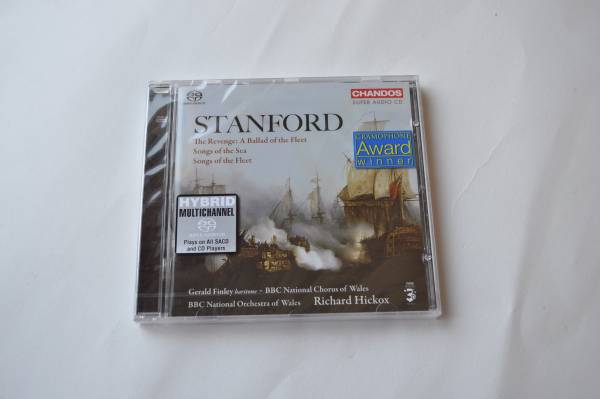 CHANDOS
SUPER AUDIO CD
STANFORD
The Revenge: A Ballad of the Fleet
Songs of the Sea
Songs of the Fleet
GRAMOPHONE
Award
winner
HYBRID
MULTICHANNEL
Plays on All SACD
and CD Players
Gerald Finley baritone - BBC National Chorus of Wales
BBC National Orchestra of Wales Richard Hickox
3